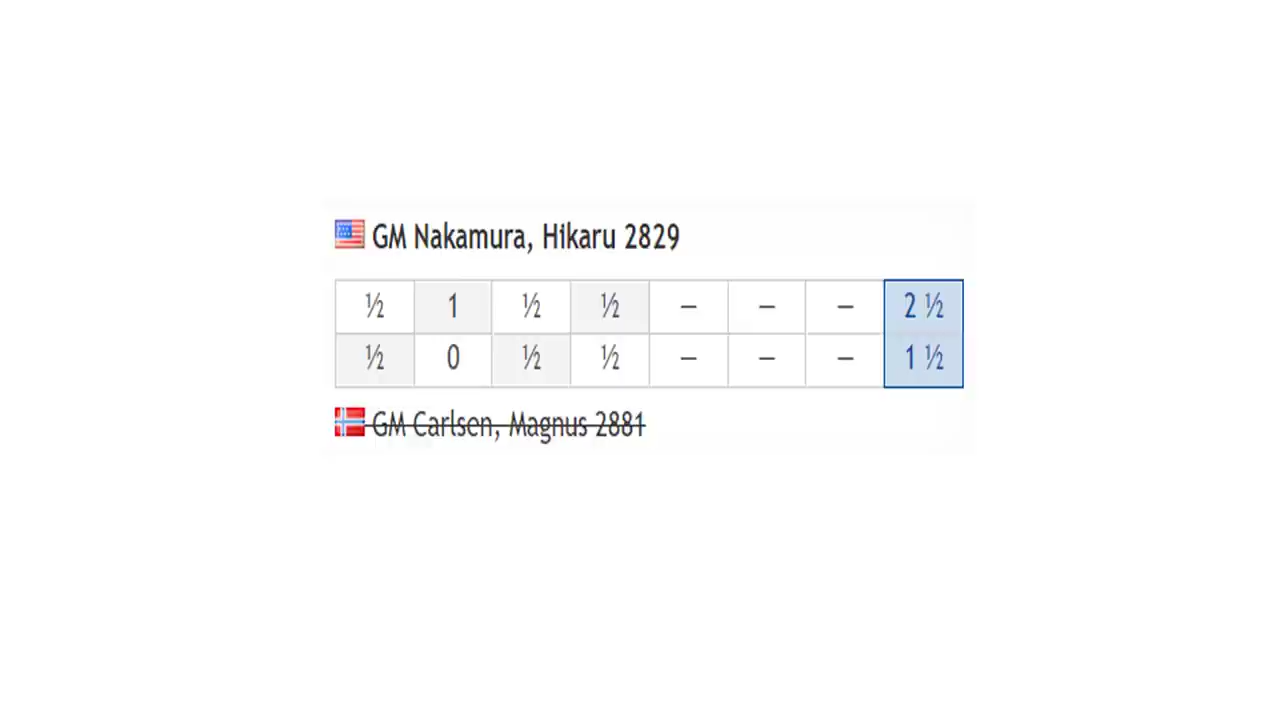 GM Nakamura, Hikaru 2829
½ 1 ½ ½ – – – 2 ½
½ 0 ½ ½ – – – 1 ½
GM Carlsen, Magnus 2881